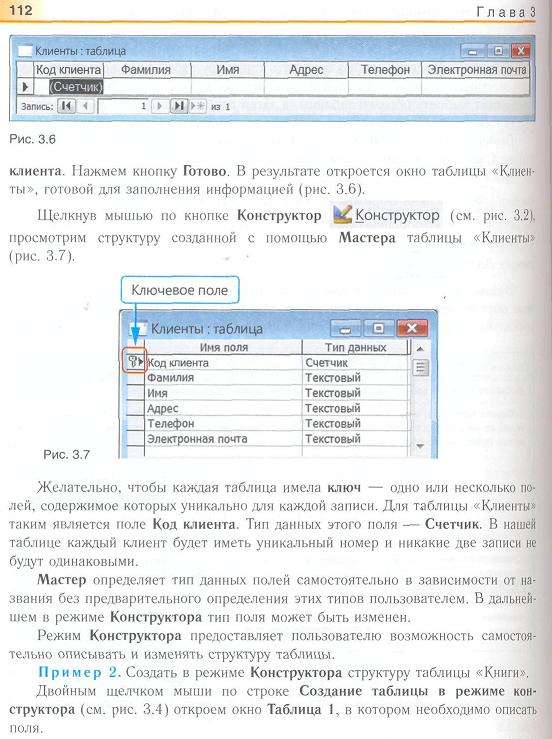 112
Глава 3
Клиенты : таблица
Код клиента Фамилия Имя Адрес Телефон Электронная почта
(Счетчик)
Запись: 1 из 1
Рис. 3.6
клиента. Нажмем кнопку Готово. В результате откроется окно таблицы «Клиен-
ты», готовой для заполнения информацией (рис. 3.6).
Щелкнув мышью по кнопке Конструктор Конструктор (см. рис. 3.2),
просмотрим структуру созданной с помощью Мастера таблицы «Клиенты»
(рис. 3.7).
Ключевое поле
Клиенты : таблица
Имя поля Тип данных
Код клиента Счетчик
Фамилия Текстовый
Имя Текстовый
Адрес Текстовый
Телефон Текстовый
Электронная почта Текстовый
Рис. 3.7
Желательно, чтобы каждая таблица имела ключ — одно или несколько по-
лей, содержимое которых уникально для каждой записи. Для таблицы «Клиенты»
таким является поле Код клиента. Тип данных этого поля — Счетчик. В нашей
таблице каждый клиент будет иметь уникальный номер и никакие две записи не
будут одинаковыми.
Мастер определяет тип данных полей самостоятельно в зависимости от на-
звания без предварительного определения этих типов пользователем. В дальней-
шем в режиме Конструктора тип поля может быть изменен.
Режим Конструктора предоставляет пользователю возможность самостоя-
тельно описывать и изменять структуру таблицы.
Пример 2. Создать в режиме Конструктора структуру таблицы «Книги».
Двойным щелчком мыши по строке Создание таблицы в режиме кон-
структора (см. рис. 3.4) откроем окно Таблица 1, в котором необходимо описать
поля.